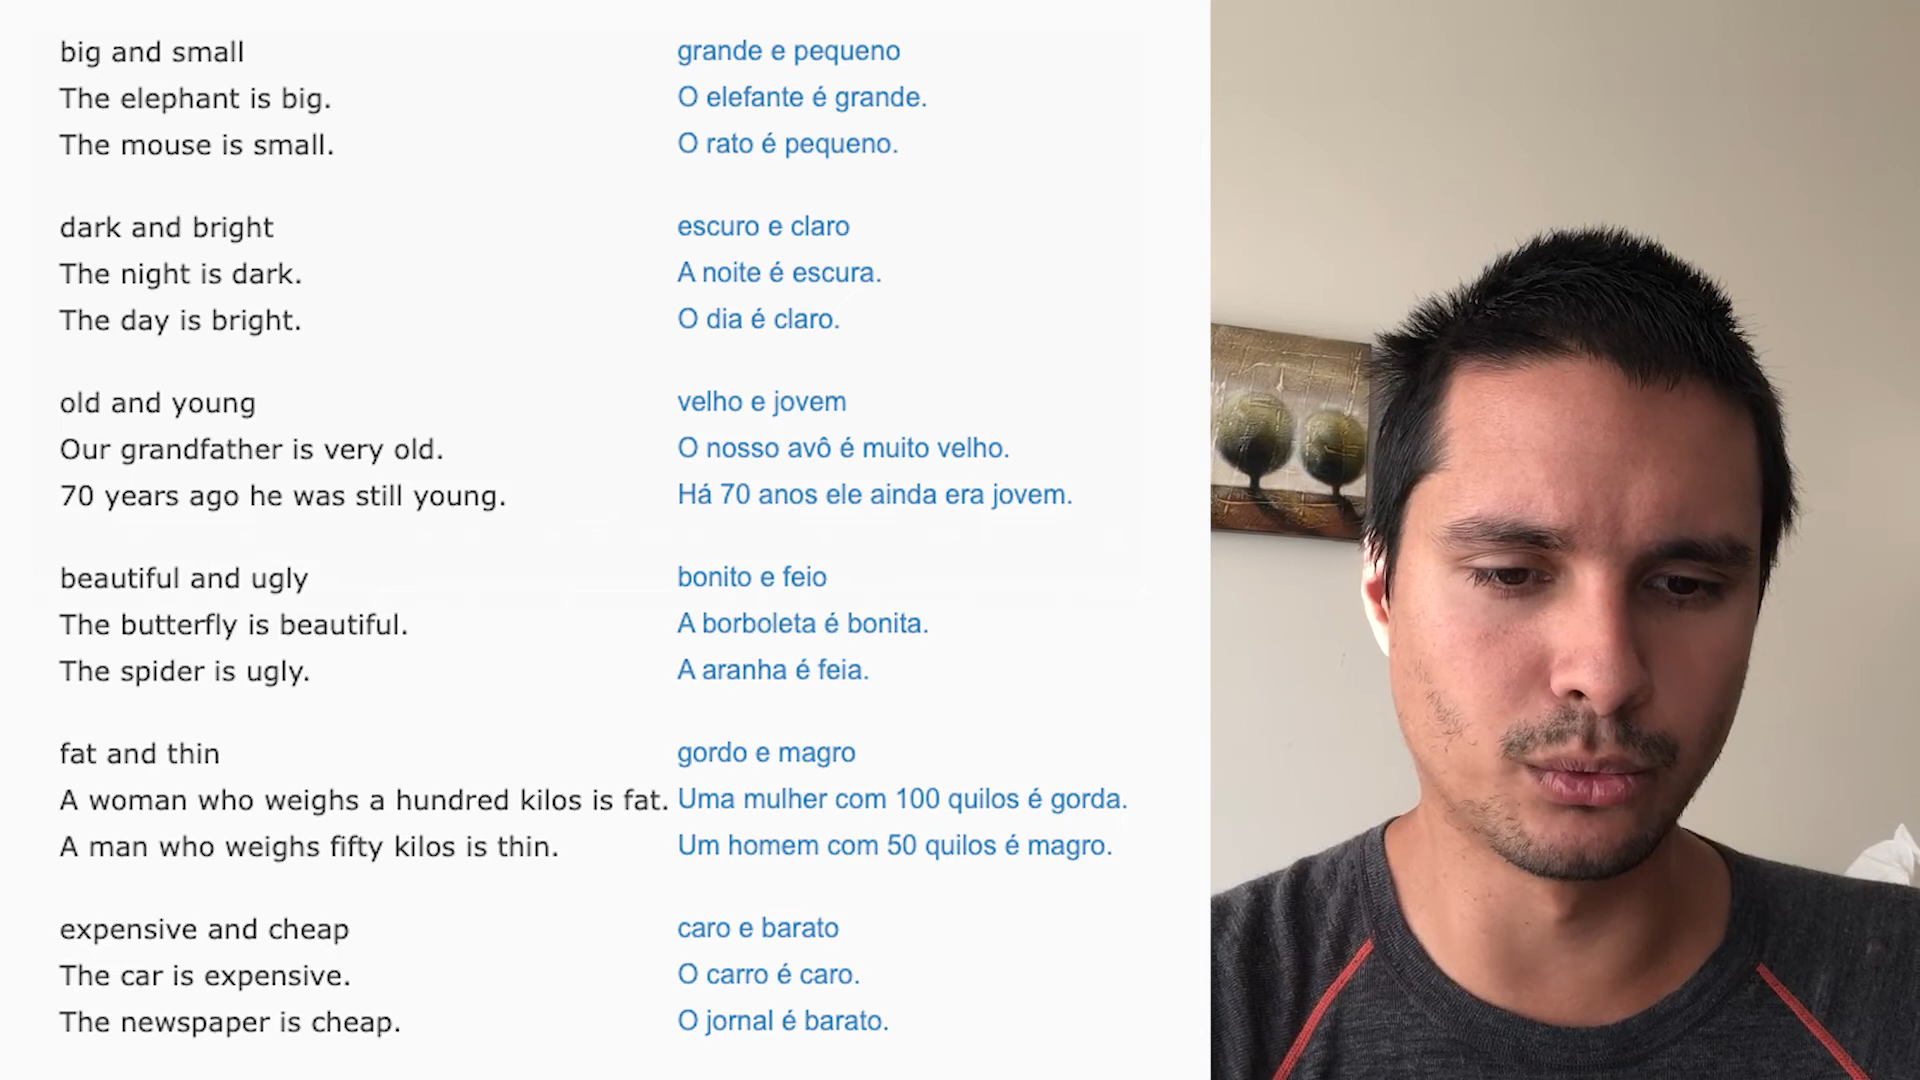 big and small
grande e pequeno
The elephant is big.
O elefante é grande.
The mouse is small.
O rato é pequeno.
dark and bright
escuro e claro
The night is dark.
A noite é escura.
The day is bright.
O dia é claro.
old and young
velho e jovem
Our grandfather is very old.
O nosso avô é muito velho.
70 years ago he was still young.
Há 70 anos ele ainda era jovem.
beautiful and ugly
bonito e feio
The butterfly is beautiful.
A borboleta é bonita.
The spider is ugly.
A aranha é feia.
fat and thin
gordo e magro
A woman who weighs a hundred kilos is fat.
Uma mulher com 100 quilos é gorda.
A man who weighs fifty kilos is thin.
Um homem com 50 quilos é magro.
expensive and cheap
caro e barato
The car is expensive.
O carro é caro.
The newspaper is cheap.
O jornal é barato.